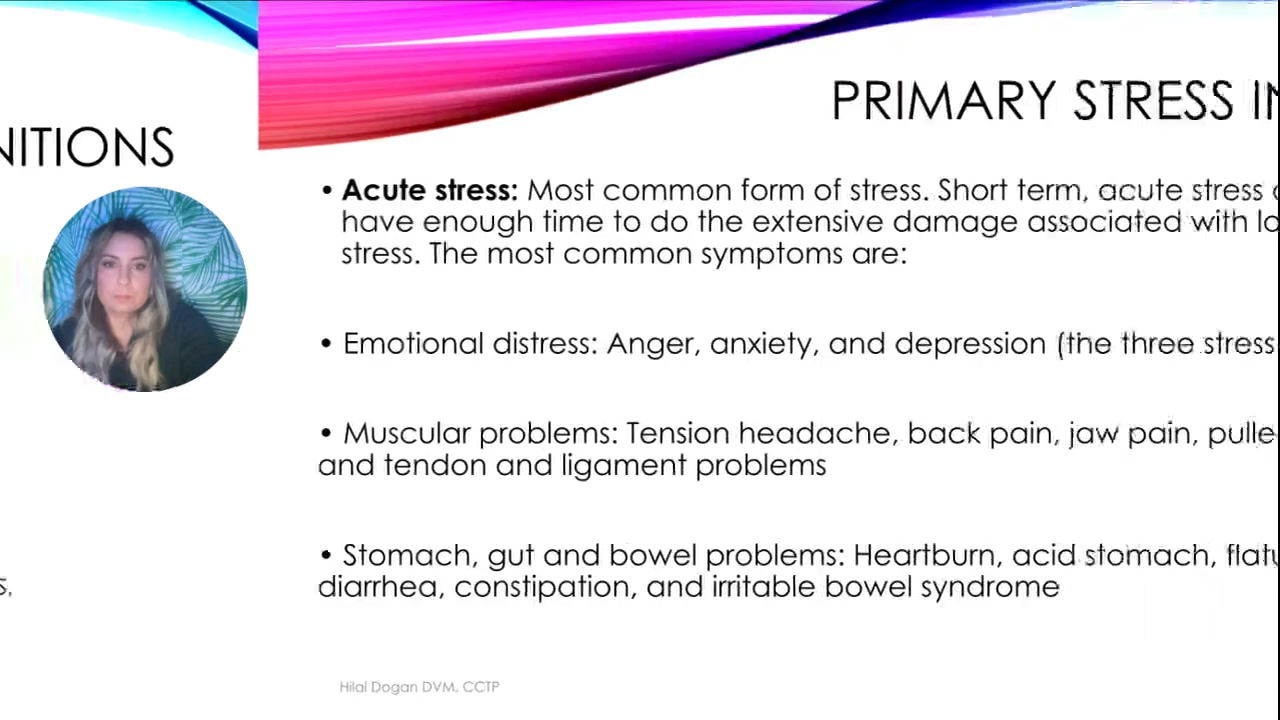 NITIONS
s,
PRIMARY STRESS IN
• Acute stress: Most common form of stress. Short term, acute stress
have enough time to do the extensive damage associated with lo
stress. The most common symptoms are:
• Emotional distress: Anger, anxiety, and depression (the three stress
• Muscular problems: Tension headache, back pain, jaw pain, pulle
and tendon and ligament problems
• Stomach, gut and bowel problems: Heartburn, acid stomach, flatu
diarrhea, constipation, and irritable bowel syndrome
Hilal Dogan DVM. CCTP